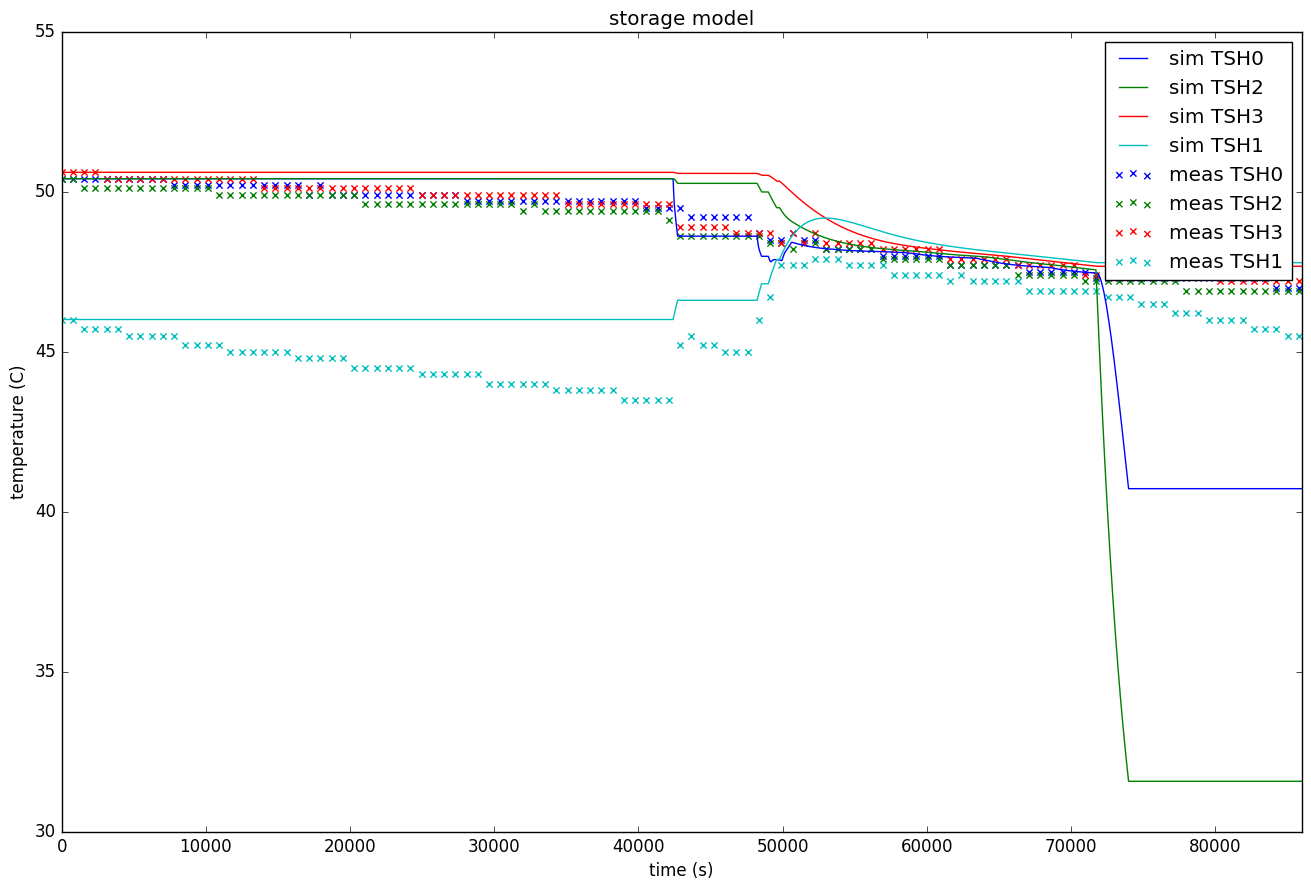 storage model
55
50
45
40
35
30
temperature (C)
sim TSH0
sim TSH2
sim TSH3
sim TSH1
meas TSH0
meas TSH2
meas TSH3
meas TSH1
0 10000 20000 30000 40000 50000 60000 70000 80000
time (s)